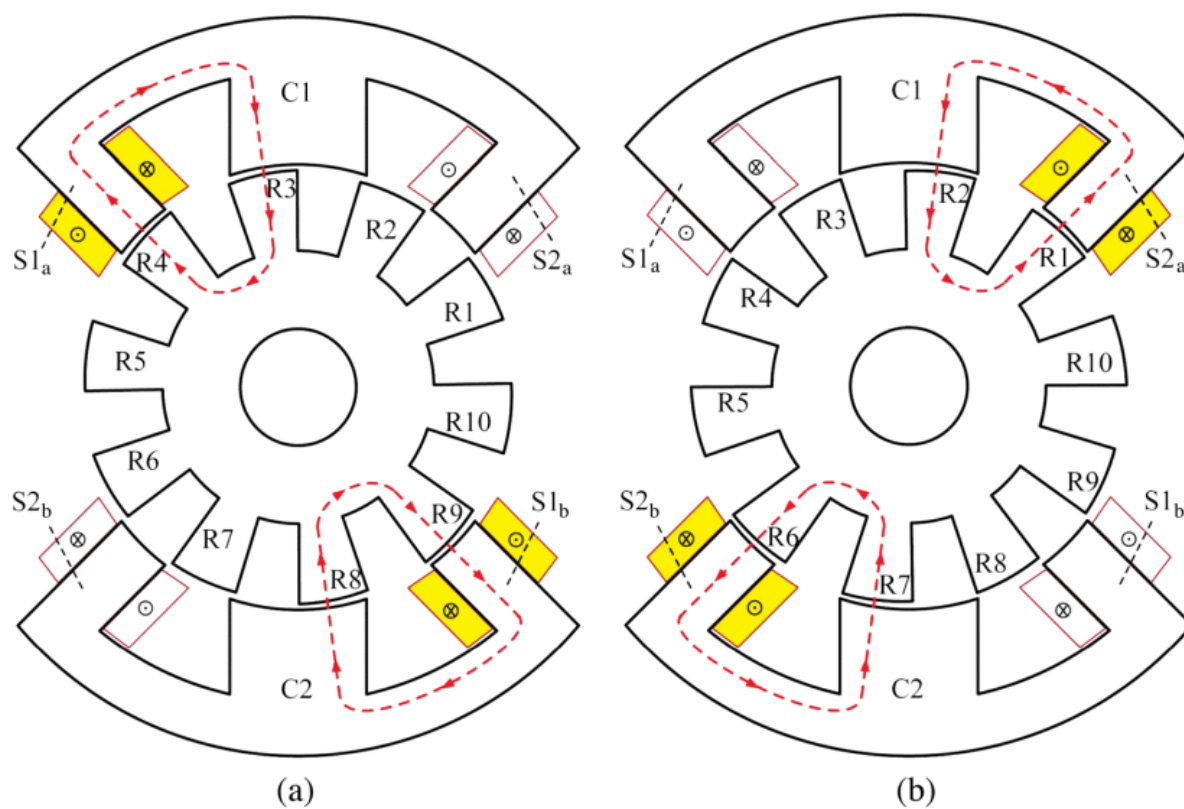 C1
R3
R2
R4
S1a
S2a
R1
R5
R10
R6
R9
S2b
S1b
R7
R8
C2
(a)
C1
R2
R3
R1
S1a
S2a
R4
R10
R5
R9
S2b
S1b
R6
R8
R7
C2
(b)